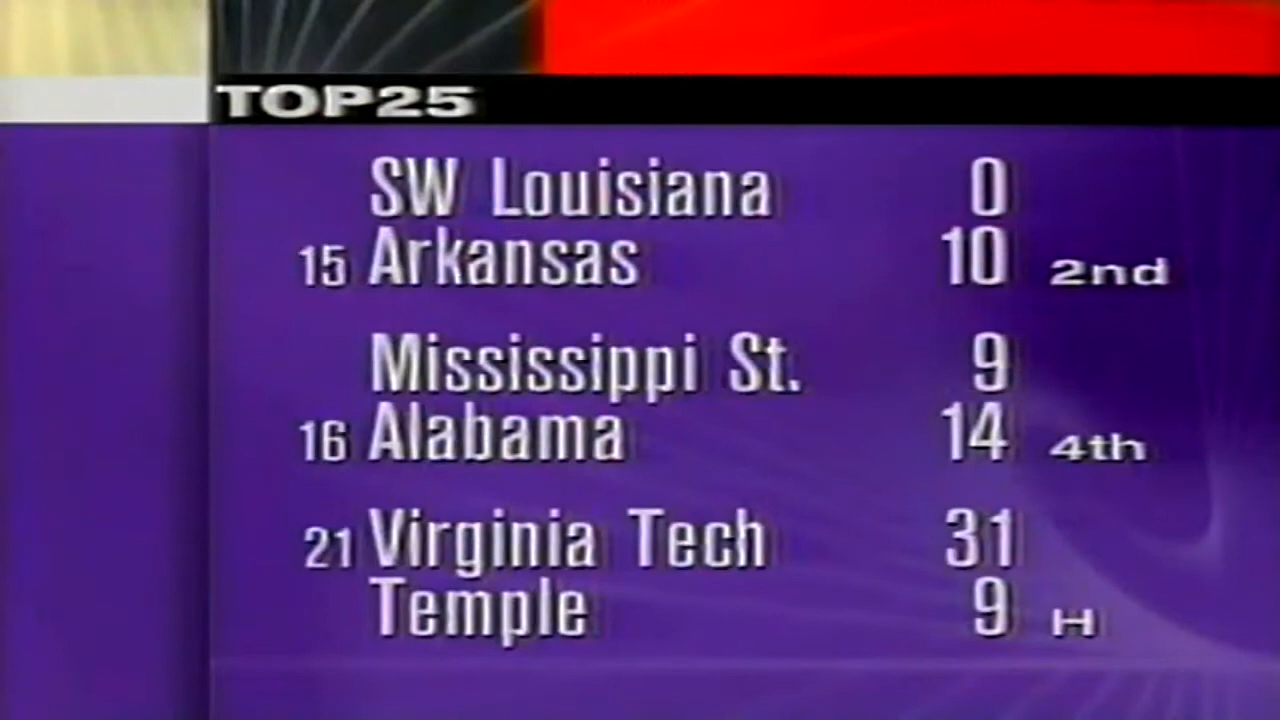 TOP25
SW Louisiana 0
15 Arkansas 10 2nd
Mississippi St. 9
16 Alabama 14 4th
21 Virginia Tech 31
Temple 9 H